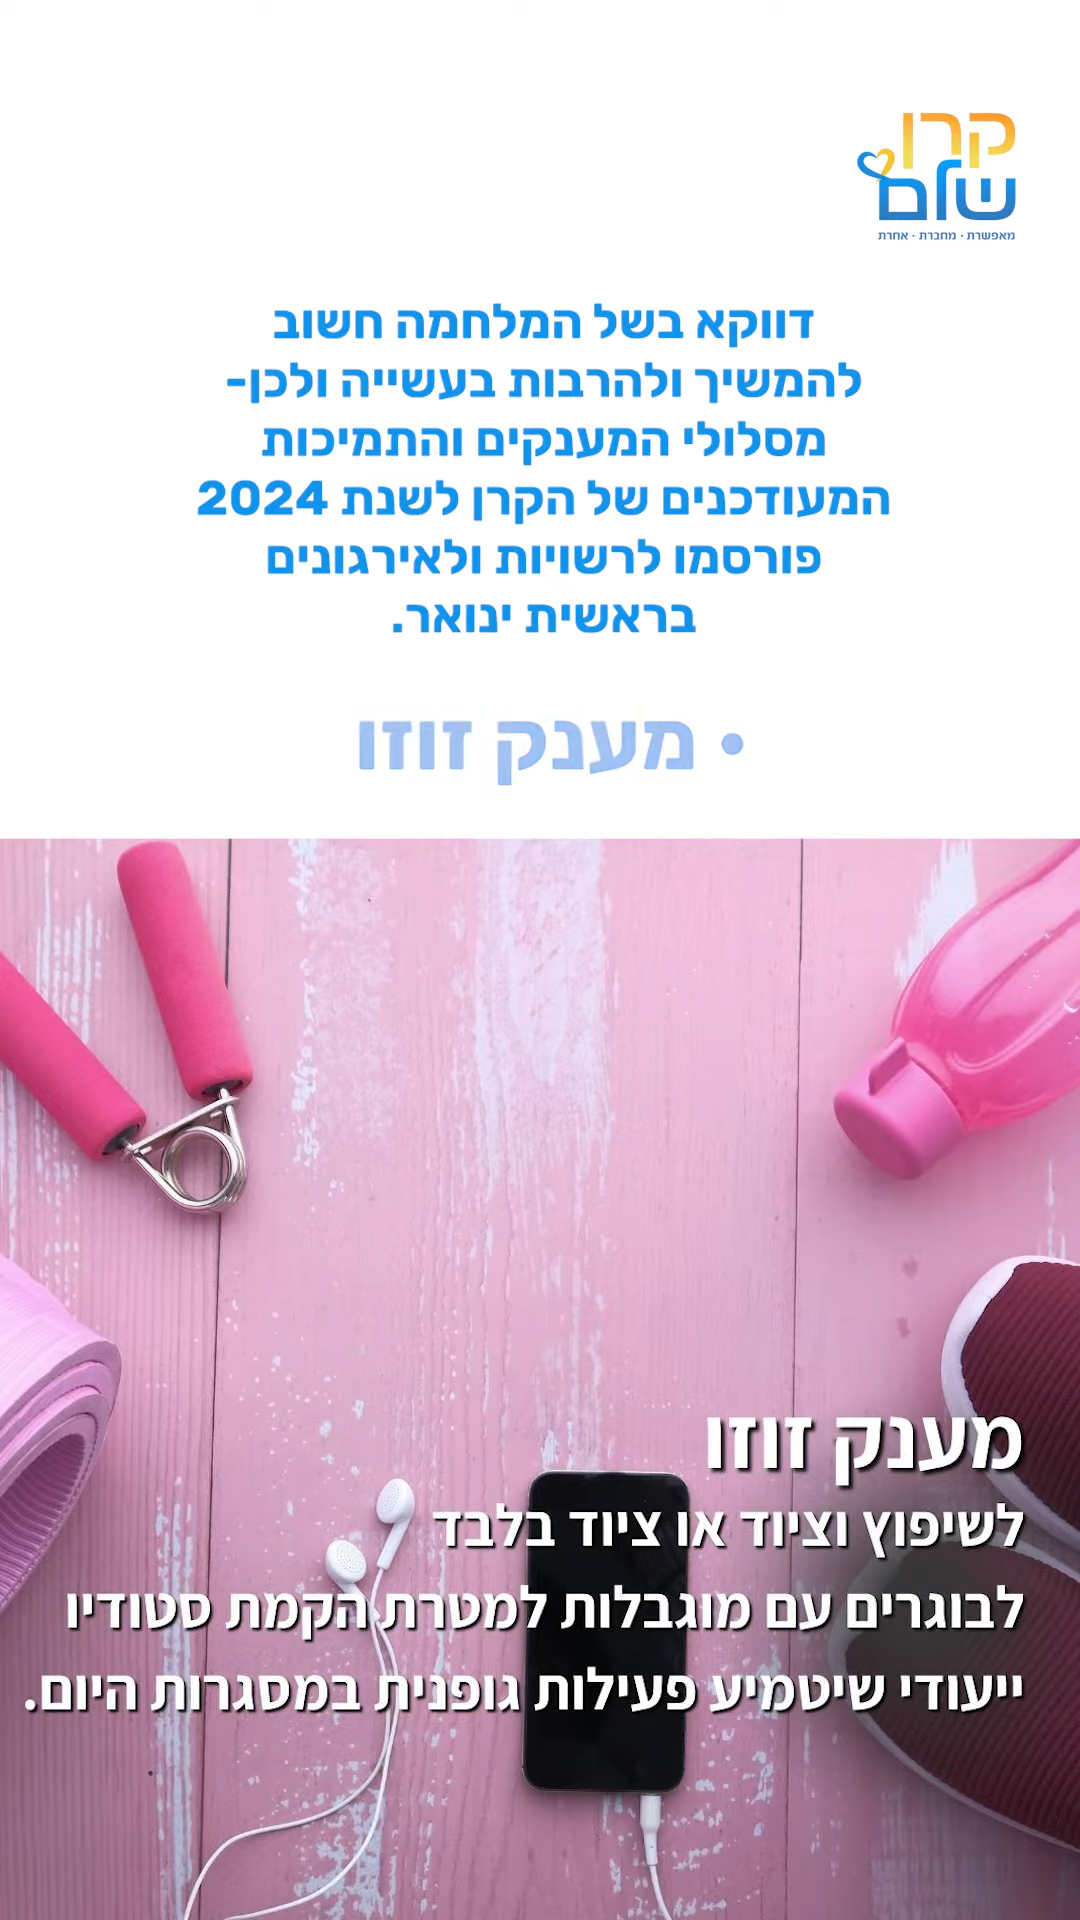 קרן
שלם
מאפשרת • מחברת • אחרת
דווקא בשל המלחמה חשוב
להמשיך ולהרבות בעשייה ולכן-
מסלולי המענקים והתמיכות
המעודכנים של הקרן לשנת 2024
פורסמו לרשויות ולאירגונים
בראשית ינואר.
• מענק זוזו
מענק זוזו
לשיפוץ וציוד או ציוד בלבד
לבוגרים עם מוגבלות למטרת הקמת סטודיו
ייעודי שיטמיע פעילות גופנית במסגרות היום.